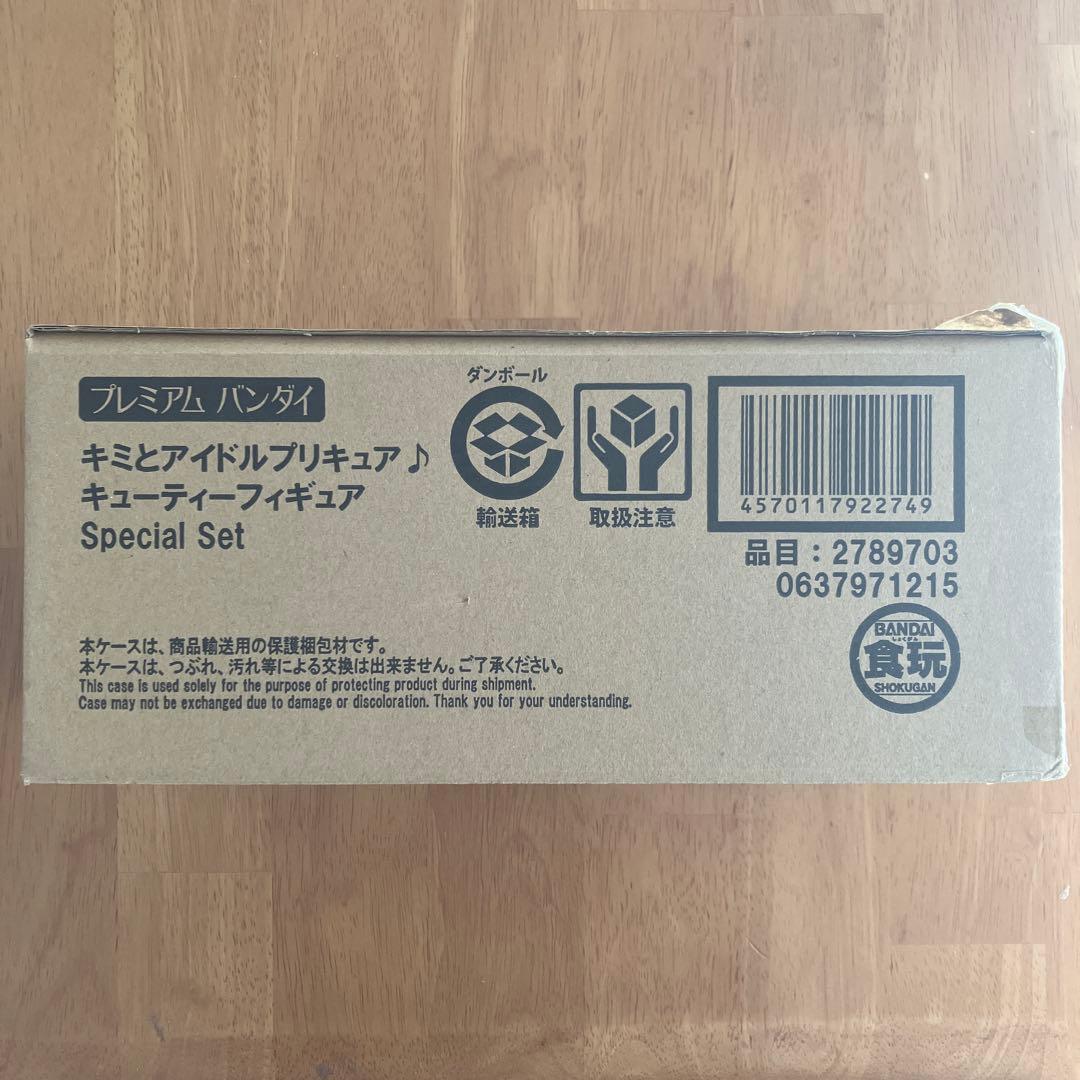 プレミアム バンダイ
キミとアイドルプリキュア♪
キューティーフィギュア
Special Set
ダンボール
輸送箱
取扱注意
4570117922749
品目：2789703
0637971215
BANDAI
しょくがん
食玩
SHOKUGAN
本ケースは、商品輸送用の保護梱包材です。
本ケースは、つぶれ、汚れ等による交換は出来ません。ご了承ください。
This case is used solely for the purpose of protecting product during shipment.
Case may not be exchanged due to damage or discoloration. Thank you for your understanding.